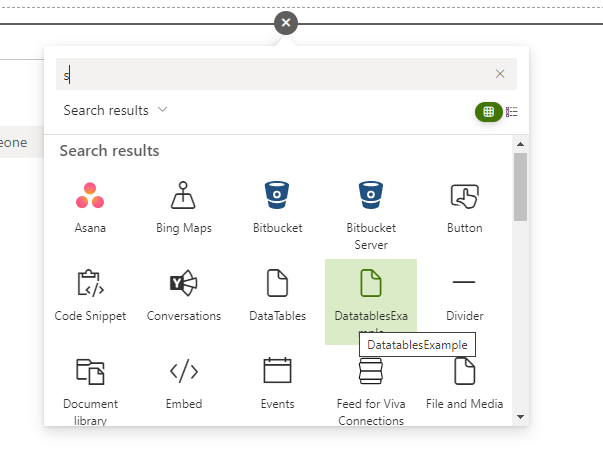 s
Search results
eone
Search results
Asana
Bing Maps
Bitbucket
Bitbucket
Server
Button
Code Snippet
Conversations
DataTables
DatatablesExa
Divider
DatatablesExample
Document
library
Embed
Events
Feed for Viva
Connections
File and Media